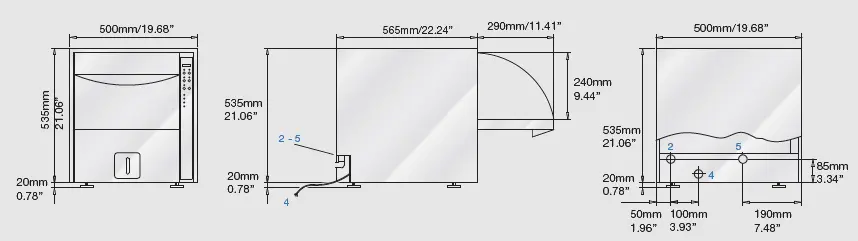 500mm/19.68”
535mm
21.06”
20mm
0.78”
565mm/22.24”
290mm/11.41”
240mm
9.44”
535mm
21.06”
2 - 5
20mm
0.78”
4
500mm/19.68”
535mm
21.06”
2
5
4
20mm
0.78”
85mm
3.34”
50mm
1.96”
100mm
3.93”
190mm
7.48”